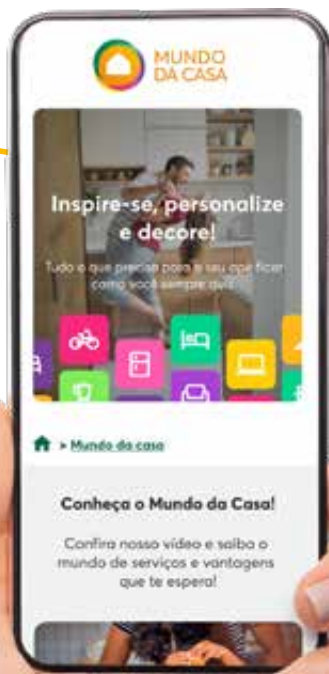 MUNDO
DA CASA
Inspire-se, personalize
e decore!
Tudo o que precisa para o seu apê ficar
como você sempre quis.
> Mundo da casa
Conheça o Mundo da Casa!
Confira nosso vídeo e saiba o
mundo de serviços e vantagens
que te espera!